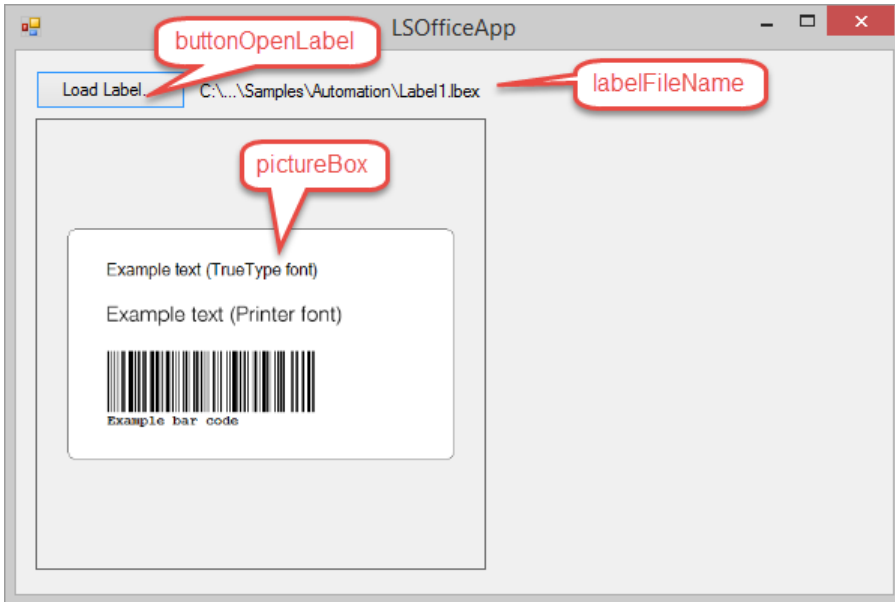 LSOfficeApp
buttonOpenLabel
Load Label...
C:\...\Samples\Automation\Label1.lbex
labelFileName
pictureBox
Example text (TrueType font)
Example text (Printer font)
Example bar code